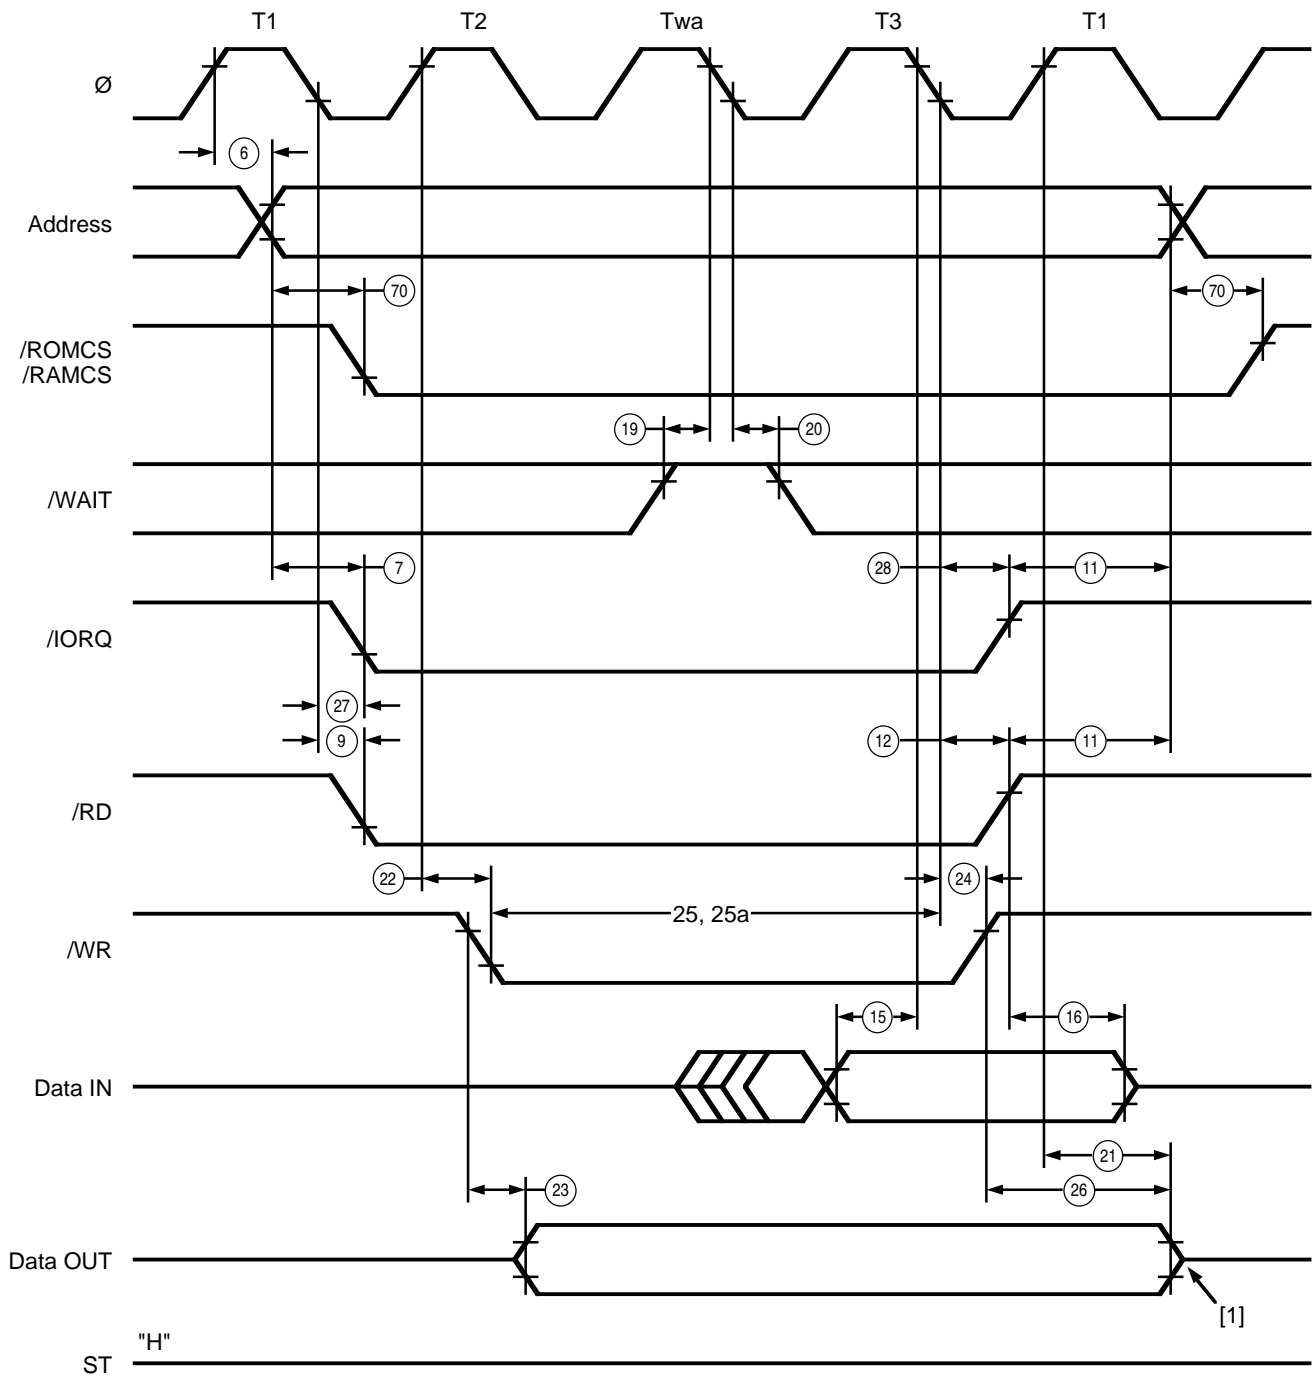 T1 T2 Twa T3 T1
Ø
6
Address
70 70
/ROMCS
/RAMCS
19 20
/WAIT
7 28 11
/IORQ
27
9 12 11
/RD
22 24
25, 25a
/WR
15 16
Data IN
21
23 26
Data OUT
[1]
"H"
ST